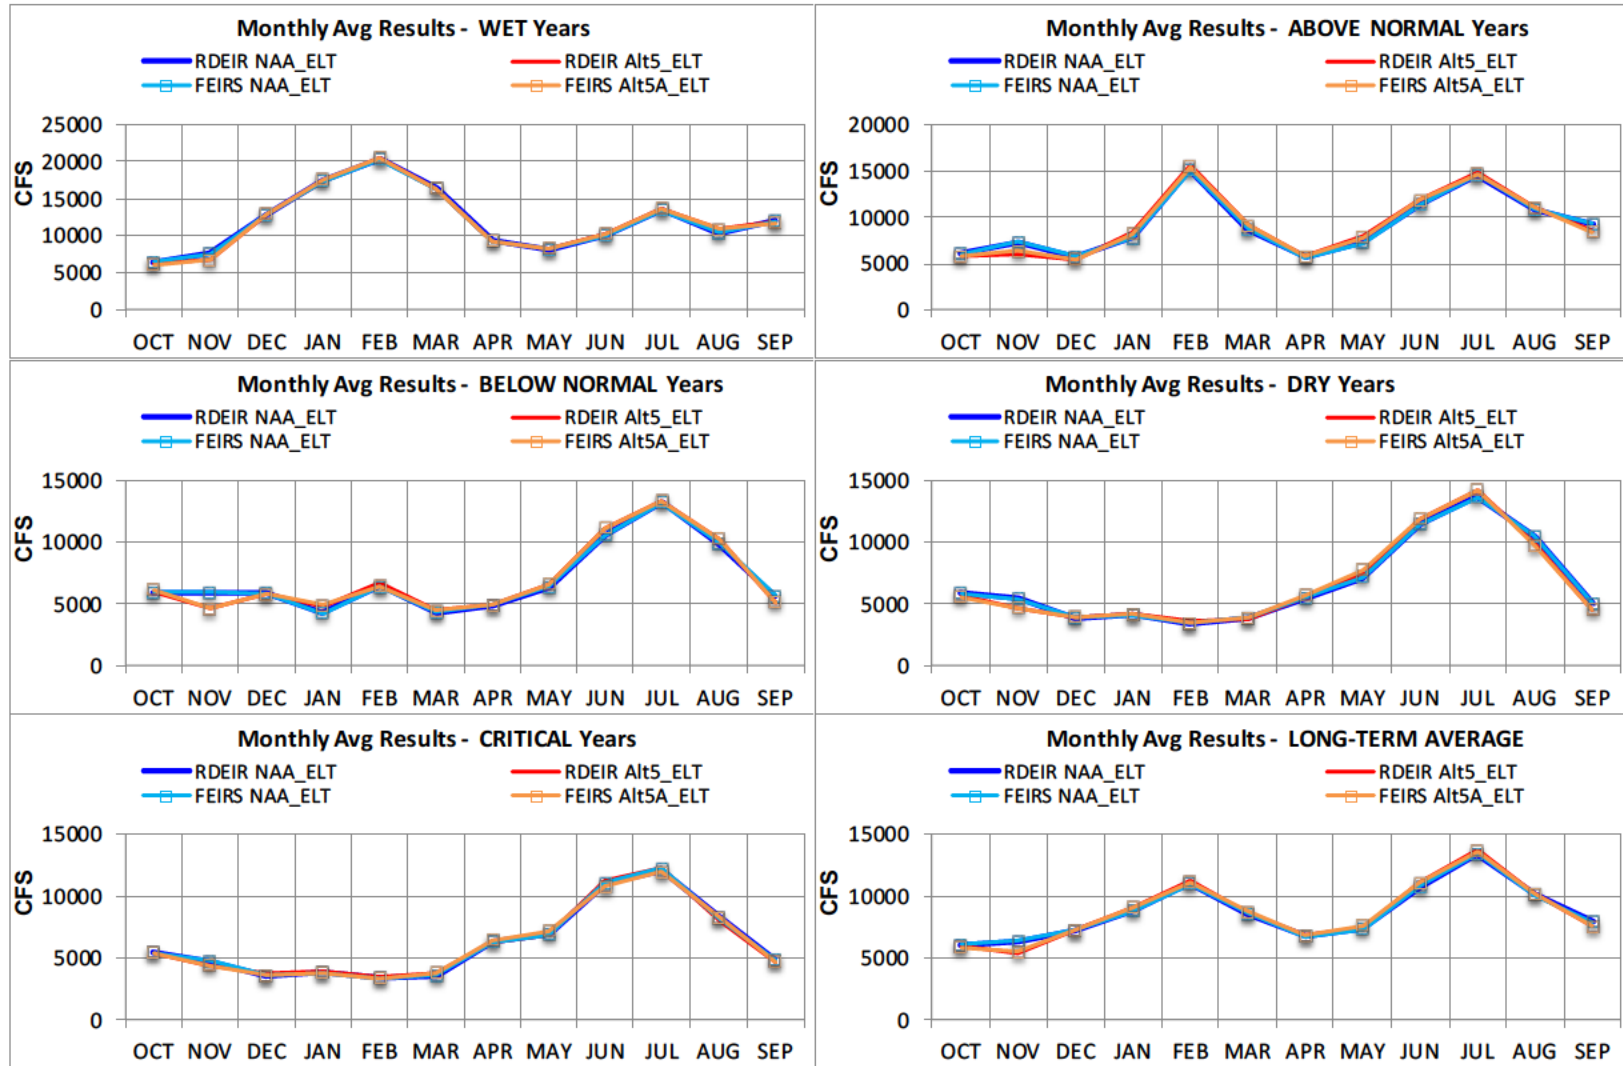 Monthly Avg Results - WET Years
RDEIR NAA_ELT RDEIR Alt5_ELT
FEIRS NAA_ELT FEIRS Alt5A_ELT
CFS
25000
20000
15000
10000
5000
0
OCT NOV DEC JAN FEB MAR APR MAY JUN JUL AUG SEP
Monthly Avg Results - ABOVE NORMAL Years
RDEIR NAA_ELT RDEIR Alt5_ELT
FEIRS NAA_ELT FEIRS Alt5A_ELT
CFS
20000
15000
10000
5000
0
OCT NOV DEC JAN FEB MAR APR MAY JUN JUL AUG SEP
Monthly Avg Results - BELOW NORMAL Years
RDEIR NAA_ELT RDEIR Alt5_ELT
FEIRS NAA_ELT FEIRS Alt5A_ELT
CFS
15000
10000
5000
0
OCT NOV DEC JAN FEB MAR APR MAY JUN JUL AUG SEP
Monthly Avg Results - DRY Years
RDEIR NAA_ELT RDEIR Alt5_ELT
FEIRS NAA_ELT FEIRS Alt5A_ELT
CFS
15000
10000
5000
0
OCT NOV DEC JAN FEB MAR APR MAY JUN JUL AUG SEP
Monthly Avg Results - CRITICAL Years
RDEIR NAA_ELT RDEIR Alt5_ELT
FEIRS NAA_ELT FEIRS Alt5A_ELT
CFS
15000
10000
5000
0
OCT NOV DEC JAN FEB MAR APR MAY JUN JUL AUG SEP
Monthly Avg Results - LONG-TERM AVERAGE
RDEIR NAA_ELT RDEIR Alt5_ELT
FEIRS NAA_ELT FEIRS Alt5A_ELT
CFS
15000
10000
5000
0
OCT NOV DEC JAN FEB MAR APR MAY JUN JUL AUG SEP